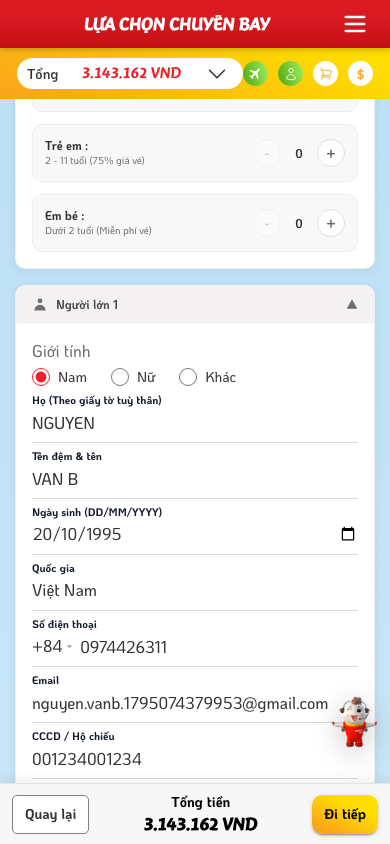 LỰA CHỌN CHUYẾN BAY
Tổng 3.143.162 VND
$
Trẻ em :
2 - 11 tuổi (75% giá vé)
- 0 +
Em bé :
Dưới 2 tuổi (Miễn phí vé)
- 0 +
Người lớn 1
Giới tính
Nam Nữ Khác
Họ (Theo giấy tờ tuỳ thân)
NGUYEN
Tên đệm & tên
VAN B
Ngày sinh (DD/MM/YYYY)
20/10/1995
Quốc gia
Việt Nam
Số điện thoại
+84 0974426311
Email
nguyen.vanb.1795074379953@gmail.com
CCCD / Hộ chiếu
001234001234
Quay lại
Tổng tiền
3.143.162 VND
Đi tiếp